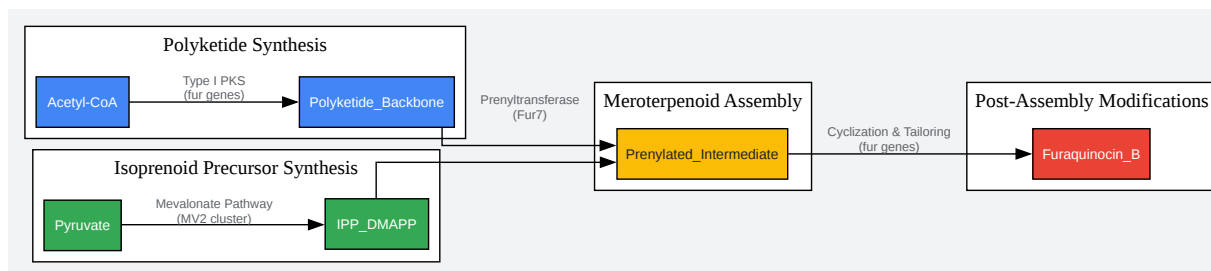 Polyketide Synthesis
Acetyl-CoA
Type I PKS
(fur genes)
Polyketide_Backbone
Prenyltransferase
(Fur7)
Isoprenoid Precursor Synthesis
Pyruvate
Mevalonate Pathway
(MV2 cluster)
IPP_DMAPP
Meroterpenoid Assembly
Prenylated_Intermediate
Cyclization & Tailoring
(fur genes)
Post-Assembly Modifications
Furaquinocin_B